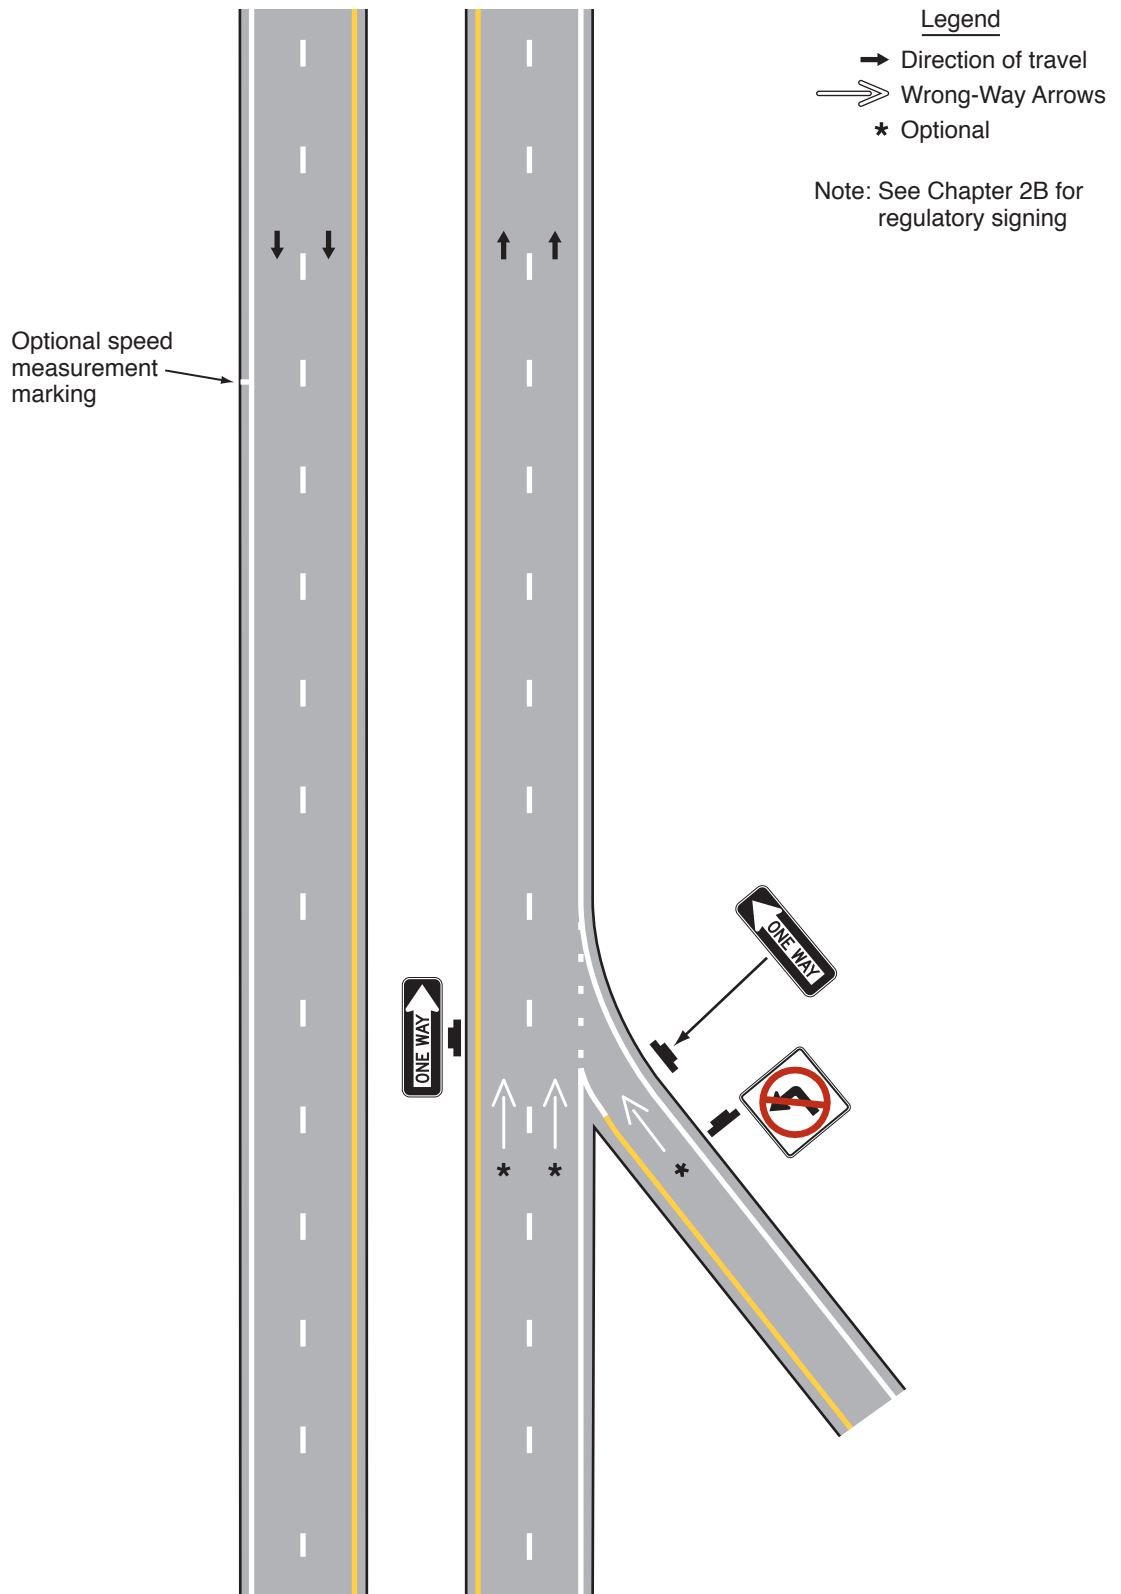 Legend
Direction of travel
Wrong-Way Arrows
* Optional
Note: See Chapter 2B for
regulatory signing
Optional speed
measurement
marking
ONE WAY
ONE WAY
*
*
*